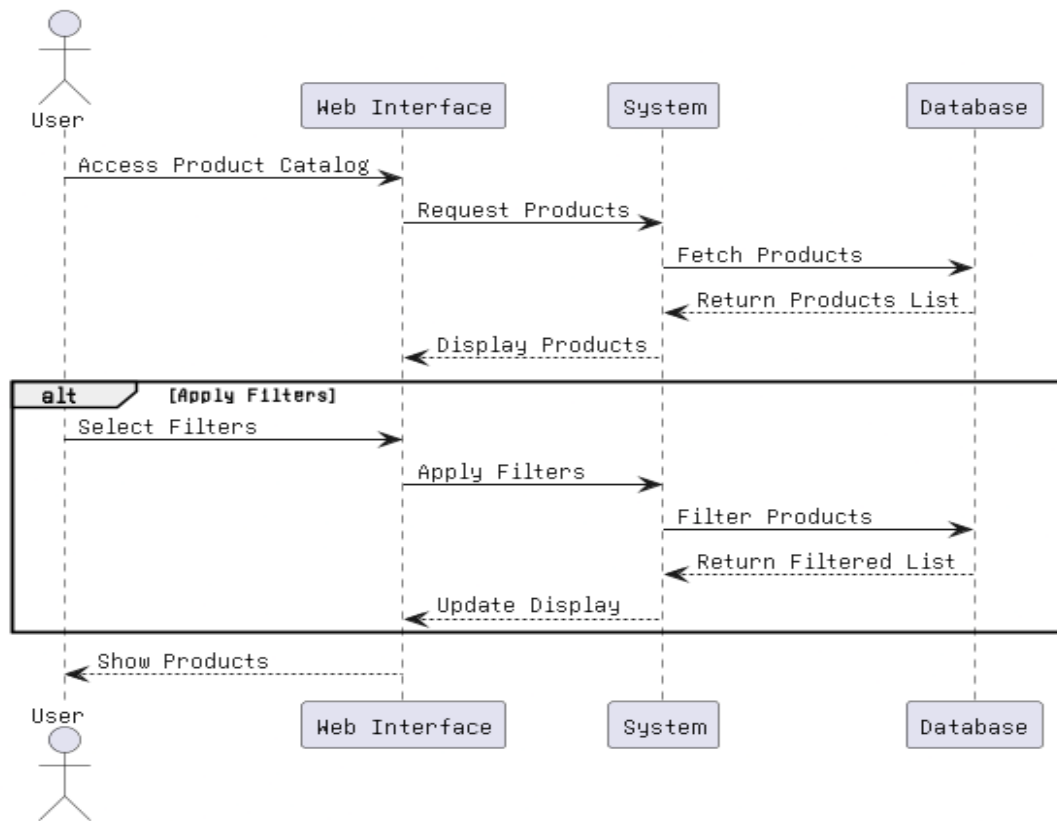 User
Web Interface
System
Database
Access Product Catalog
Request Products
Fetch Products
Return Products List
Display Products
alt
[Apply Filters]
Select Filters
Apply Filters
Filter Products
Return Filtered List
Update Display
Show Products
User
Web Interface
System
Database